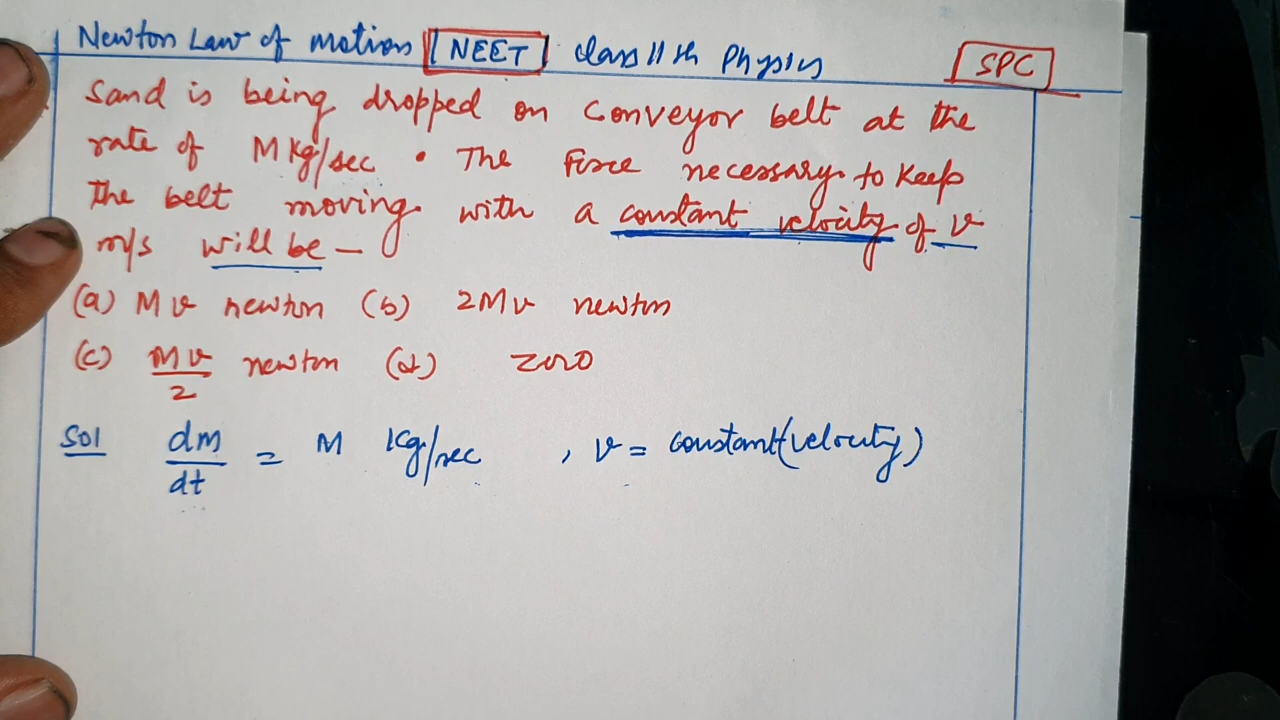 Newton Law of motion NEET class 11th Physics
SPC
Sand is being dropped on conveyor belt at the
rate of M Kg/sec. The Force necessary to keep
the belt moving with a constant velocity of v
m/s will be –
(a) Mv newton (b) 2Mv newton
(c) Mv/2 newton (d) zero
Sol dm/dt = M Kg/sec , v = constant (velocity)